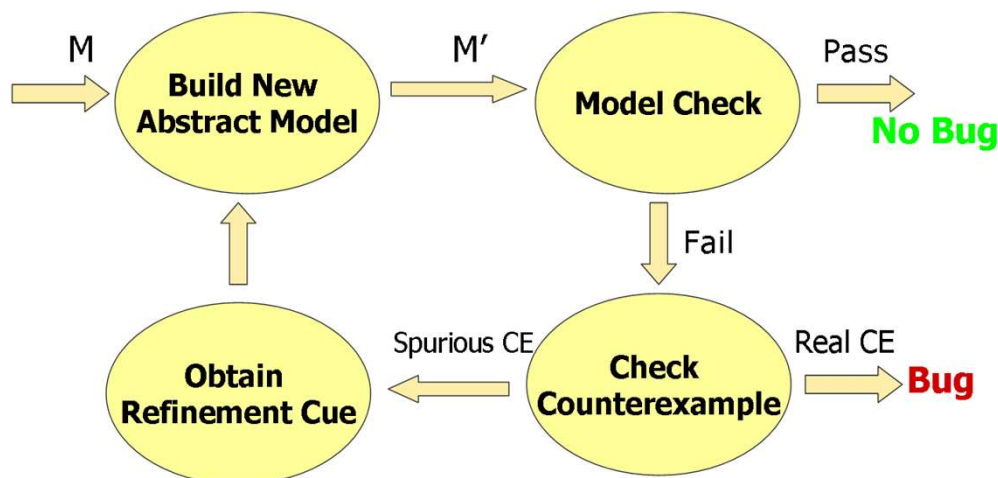 M
Build New
Abstract Model
M'
Model Check
Pass
No Bug
Fail
Obtain
Refinement Cue
Spurious CE
Check
Counterexample
Real CE
Bug